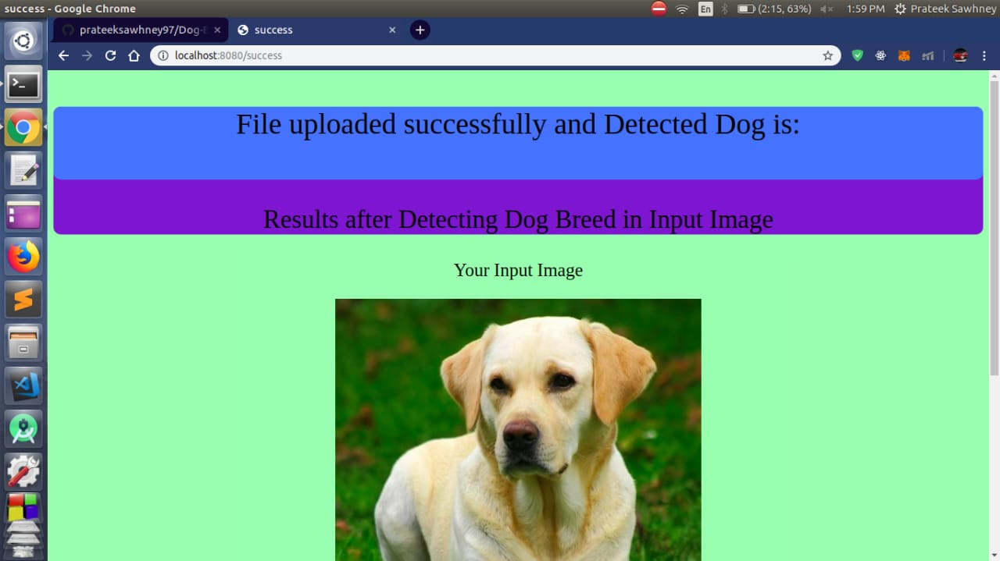 success - Google Chrome
En
(2:15, 63%)
1:59 PM
Prateek Sawhney
prateeksawhney97/Dog-
success
localhost:8080/success
File uploaded successfully and Detected Dog is:
Results after Detecting Dog Breed in Input Image
Your Input Image